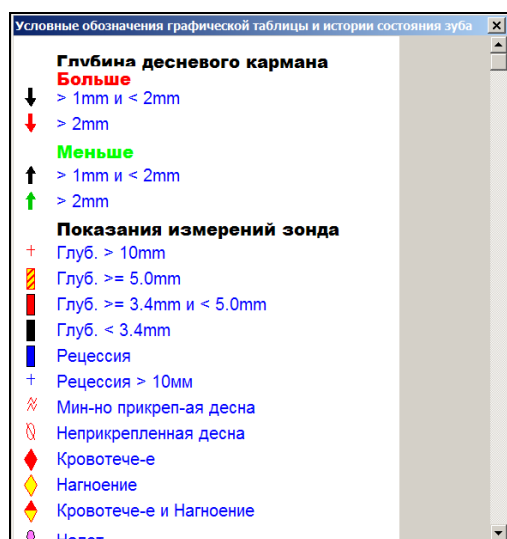 Условные обозначения графической таблицы и истории состояния зуба
Глубина десневого кармана
Больше
> 1mm и < 2mm
> 2mm
Меньше
> 1mm и < 2mm
> 2mm
Показания измерений зонда
Глуб. > 10mm
Глуб. >= 5.0mm
Глуб. >= 3.4mm и < 5.0mm
Глуб. < 3.4mm
Рецессия
Рецессия > 10мм
Мин-но прикреп-ая десна
Неприкрепленная десна
Кровотече-е
Нагноение
Кровотече-е и Нагноение